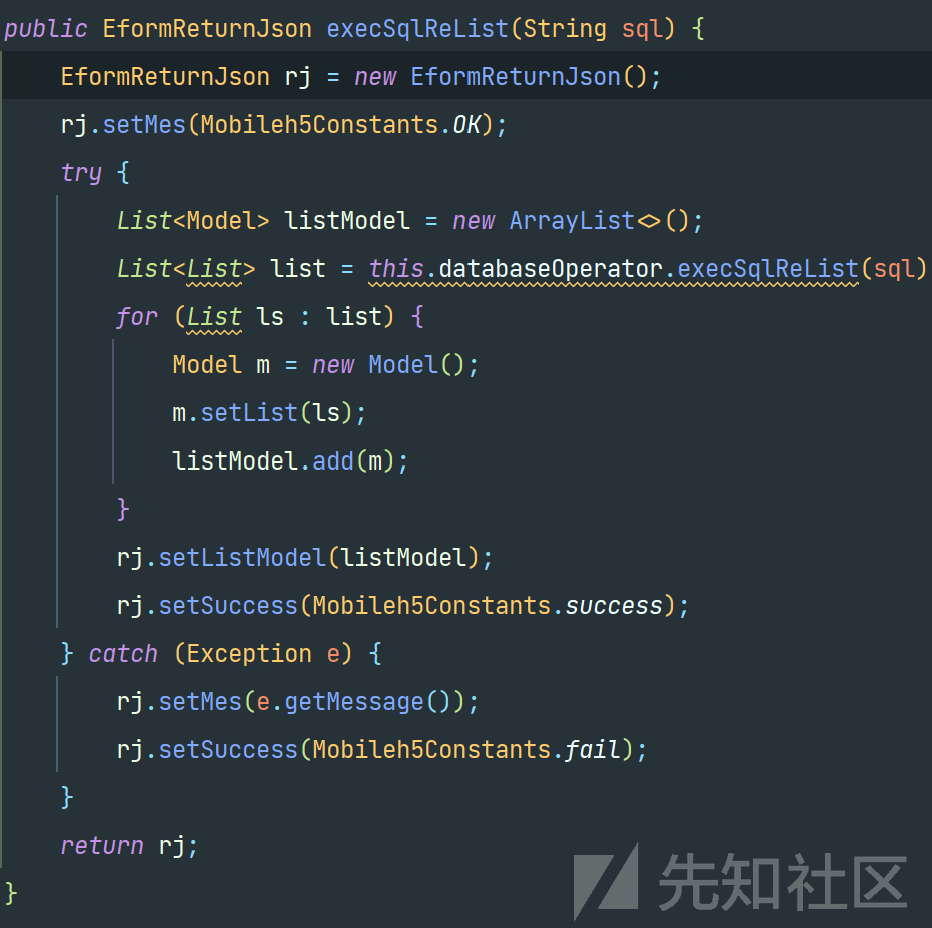 public EformReturnJson execSqlReList(String sql) {
    EformReturnJson rj = new EformReturnJson();
    rj.setMes(Mobileh5Constants.OK);
    try {
        List<Model> listModel = new ArrayList<>();
        List<List> list = this.databaseOperator.execSqlReList(sql)
        for (List ls : list) {
            Model m = new Model();
            m.setList(ls);
            listModel.add(m);
        }
        rj.setListModel(listModel);
        rj.setSuccess(Mobileh5Constants.success);
    } catch (Exception e) {
        rj.setMes(e.getMessage());
        rj.setSuccess(Mobileh5Constants.fail);
    }
    return rj;
}
先知社区